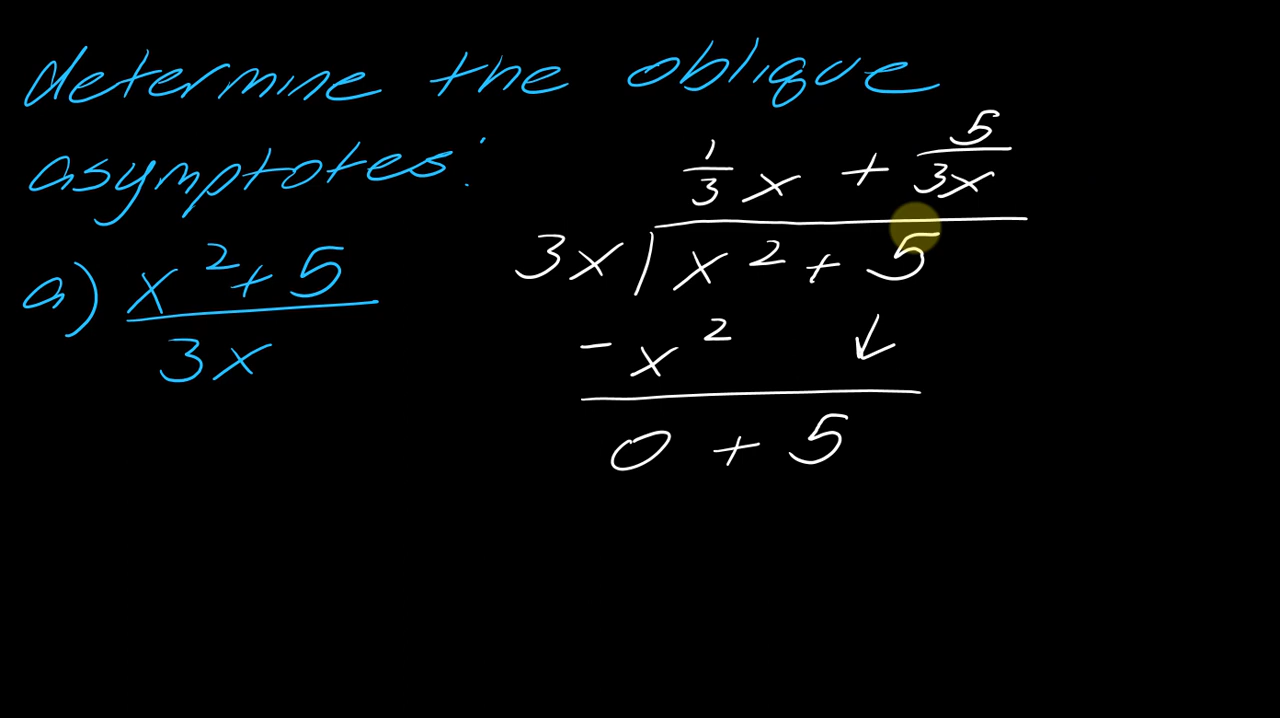 determine the oblique
asymptotes:
a) x² + 5 / 3x
1/3 x + 5/3x
3x ) x² + 5
- x² ↓
0 + 5